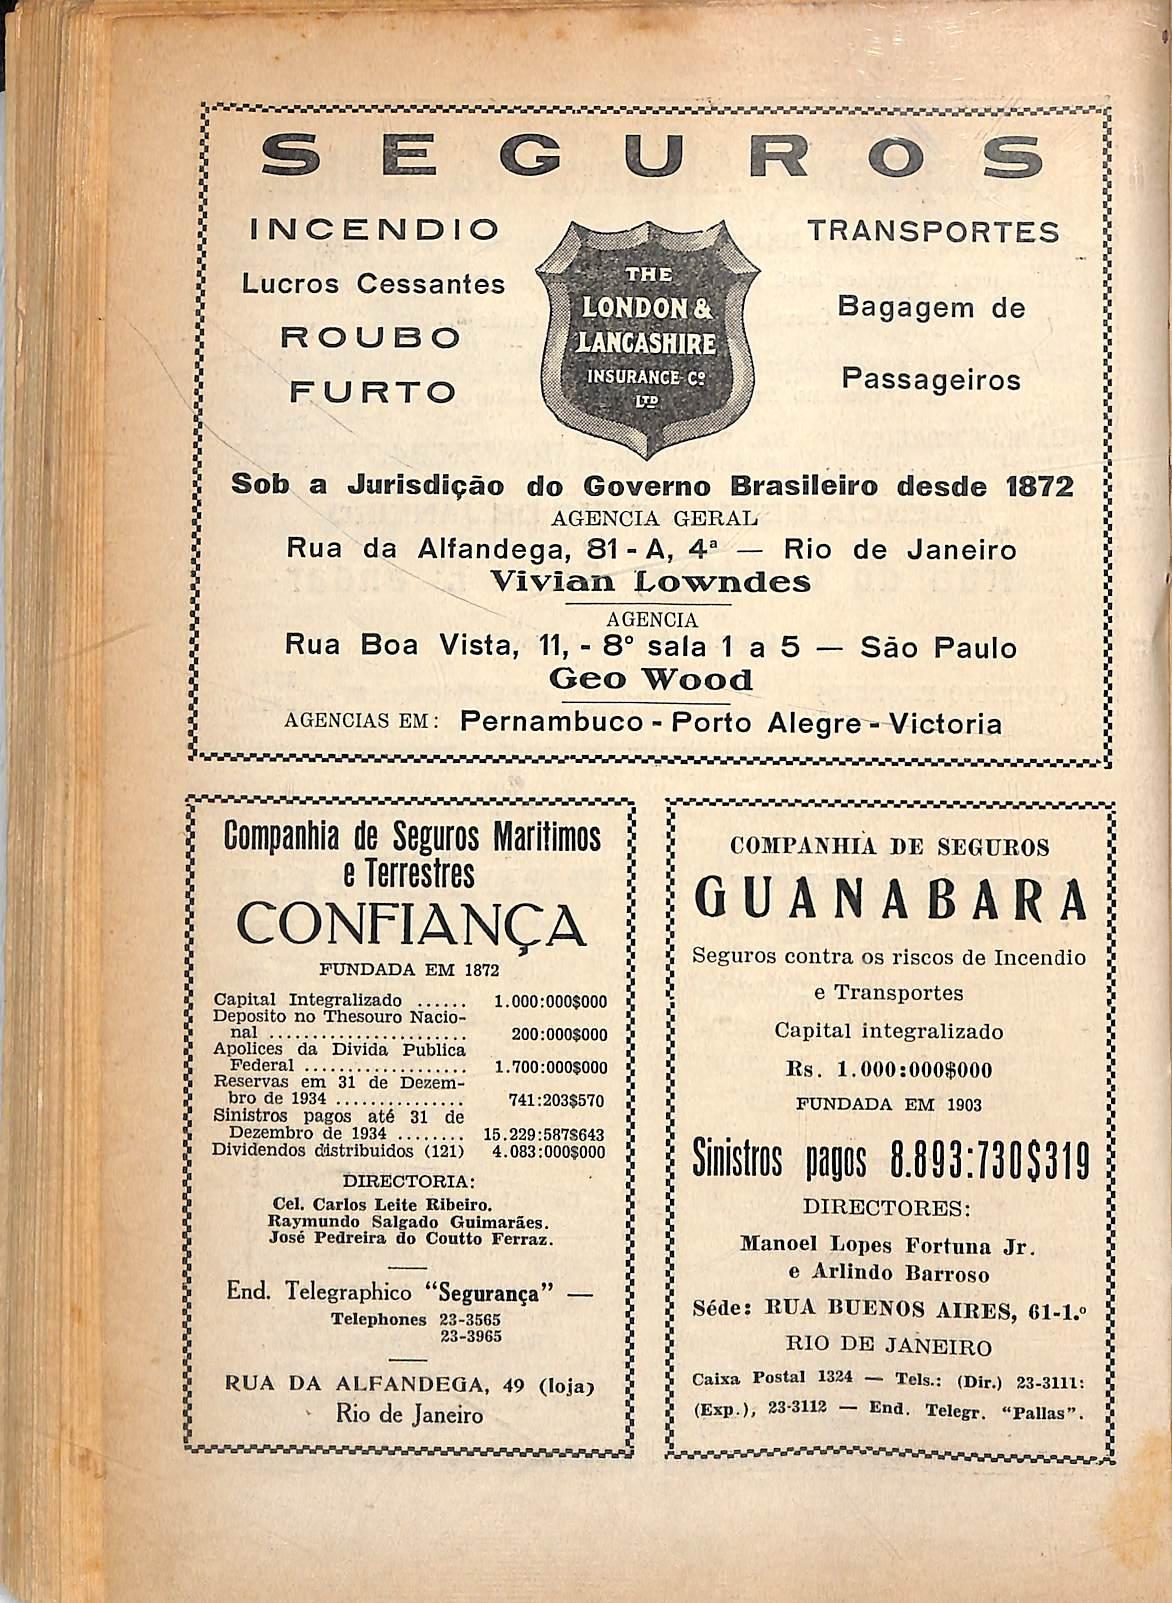 SEGUROS
INCENDIO
Lucros Cessantes
ROUBO
FURTO
THE
LONDON &
LANCASHIRE
INSURANCE Cº
LTD
TRANSPORTES
Bagagem de
Passageiros
Sob a Jurisdição do Governo Brasileiro desde 1872
AGENCIA GERAL
Rua da Alfandega, 81 - A, 4ª — Rio de Janeiro
Vivian Lowndes
AGENCIA
Rua Boa Vista, 11, - 8º sala 1 a 5 — São Paulo
Geo Wood
AGENCIAS EM: Pernambuco - Porto Alegre - Victoria
Companhia de Seguros Maritimos
e Terrestres
CONFIANÇA
FUNDADA EM 1872
Capital Integralizado ...... 1.000:000$000
Deposito no Thesouro Nacio-
nal ....................... 200:000$000
Apolices da Divida Publica
Federal ................... 1.700:000$000
Reservas em 31 de Dezem-
bro de 1934 ............... 741:203$570
Sinistros pagos até 31 de
Dezembro de 1934 ........ 15.229:587$643
Dividendos distribuidos (121) 4.083:000$000
DIRECTORIA:
Cel. Carlos Leite Ribeiro.
Raymundo Salgado Guimarães.
José Pedreira do Coutto Ferraz.
End. Telegraphico "Segurança" —
Telephones 23-3565
23-3965
RUA DA ALFANDEGA, 49 (loja)
Rio de Janeiro
COMPANHIA DE SEGUROS
GUANABARA
Seguros contra os riscos de Incendio
e Transportes
Capital integralizado
Rs. 1.000:000$000
FUNDADA EM 1903
Sinistros pagos 8.893:730$319
DIRECTORES:
Manoel Lopes Fortuna Jr.
e Arlindo Barroso
Séde: RUA BUENOS AIRES, 61-1.º
RIO DE JANEIRO
Caixa Postal 1324 — Tels.: (Dir.) 23-3111:
(Exp.), 23-3112 — End. Telegr. "Pallas".